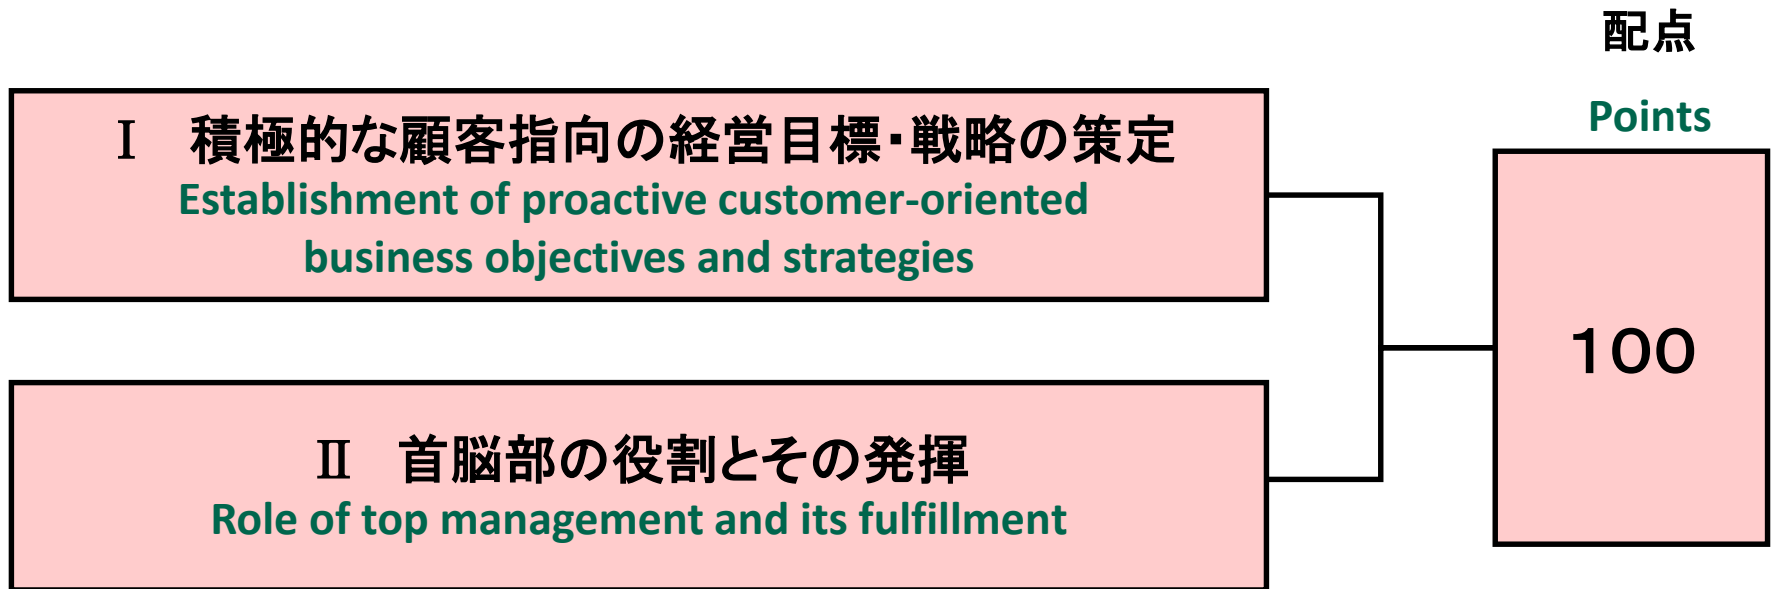 配点
Points
Ⅰ　積極的な顧客指向の経営目標・戦略の策定
Establishment of proactive customer-oriented
business objectives and strategies
１００
Ⅱ　首脳部の役割とその発揮
Role of top management and its fulfillment